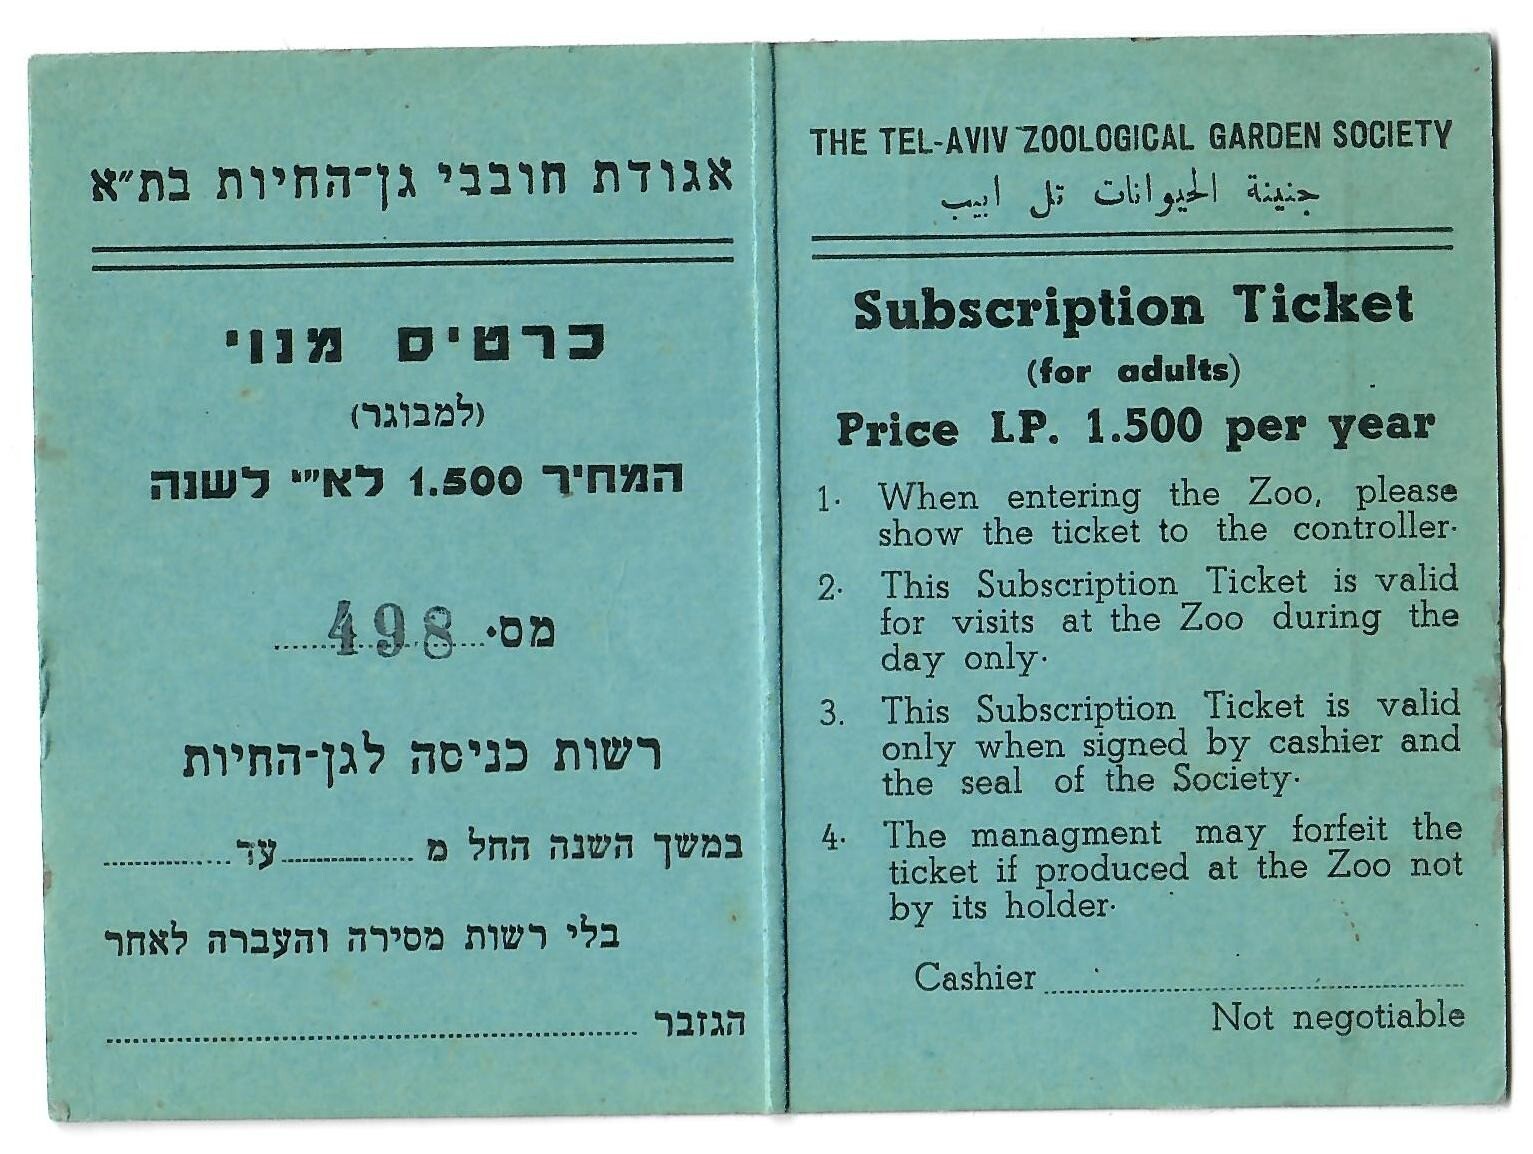 אגודת חובבי גן-החיות בת"א
כרטיס מנוי
(למבוגר)
המחיר 1.500 לא"י לשנה
מס. 498
רשות כניסה לגן-החיות
במשך השנה החל מ ............ עד ............
בלי רשות מסירה והעברה לאחר
הגזבר ............
THE TEL-AVIV ZOOLOGICAL GARDEN SOCIETY
جنينة الحيوانات تل ابيب
Subscription Ticket
(for adults)
Price LP. 1.500 per year
1. When entering the Zoo, please
show the ticket to the controller.
2. This Subscription Ticket is valid
for visits at the Zoo during the
day only.
3. This Subscription Ticket is valid
only when signed by cashier and
the seal of the Society.
4. The managment may forfeit the
ticket if produced at the Zoo not
by its holder.
Cashier ............
Not negotiable